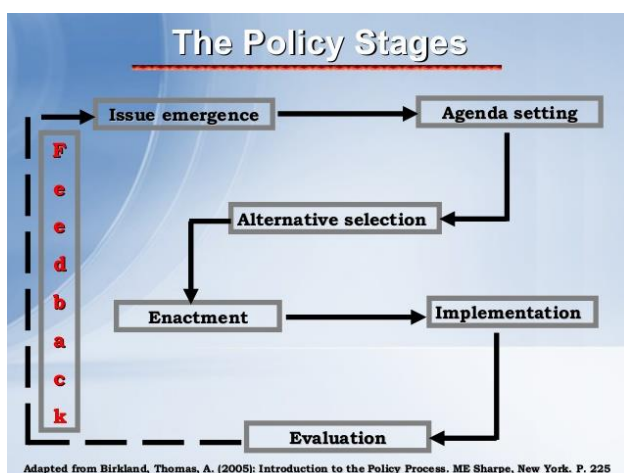 The Policy Stages
Issue emergence
Agenda setting
Feedback
Alternative selection
Enactment
Implementation
Evaluation
Adapted from Birkland, Thomas, A. (2005): Introduction to the Policy Process. ME Sharpe, New York. P. 225